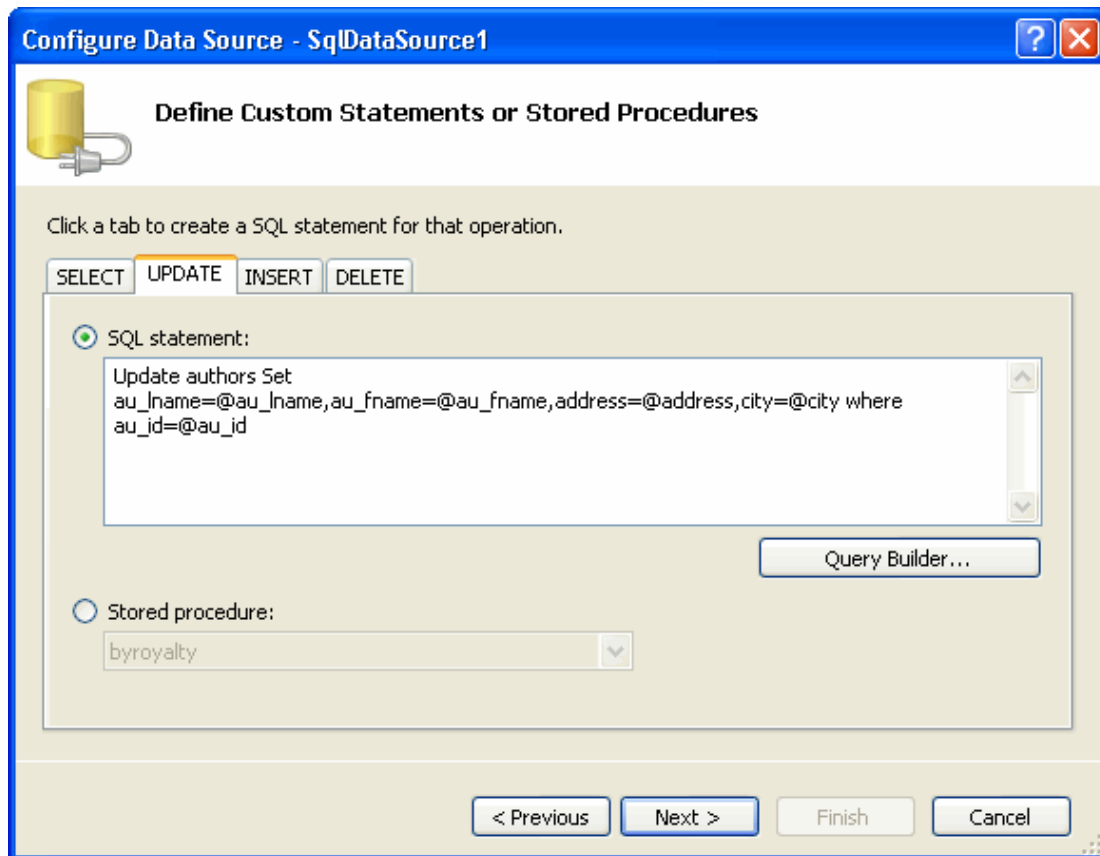 Configure Data Source - SqlDataSource1
Define Custom Statements or Stored Procedures
Click a tab to create a SQL statement for that operation.
SELECT UPDATE INSERT DELETE
SQL statement:
Update authors Set
au_lname=@au_lname,au_fname=@au_fname,address=@address,city=@city where
au_id=@au_id
Query Builder...
Stored procedure:
byroyalty
< Previous Next > Finish Cancel